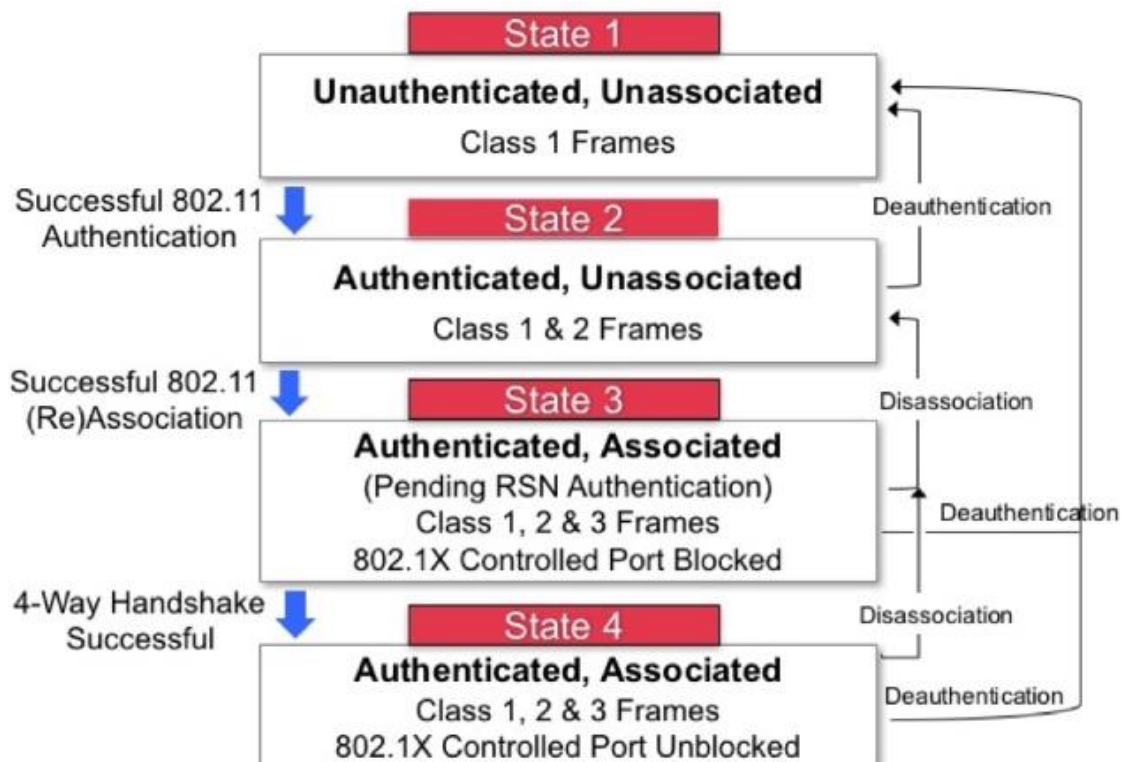 State 1
Unauthenticated, Unassociated
Class 1 Frames
Successful 802.11
Authentication
Deauthentication
State 2
Authenticated, Unassociated
Class 1 & 2 Frames
Successful 802.11
(Re)Association
Disassociation
State 3
Authenticated, Associated
(Pending RSN Authentication)
Class 1, 2 & 3 Frames
802.1X Controlled Port Blocked
Deauthentication
4-Way Handshake
Successful
Disassociation
State 4
Authenticated, Associated
Class 1, 2 & 3 Frames
802.1X Controlled Port Unblocked
Deauthentication